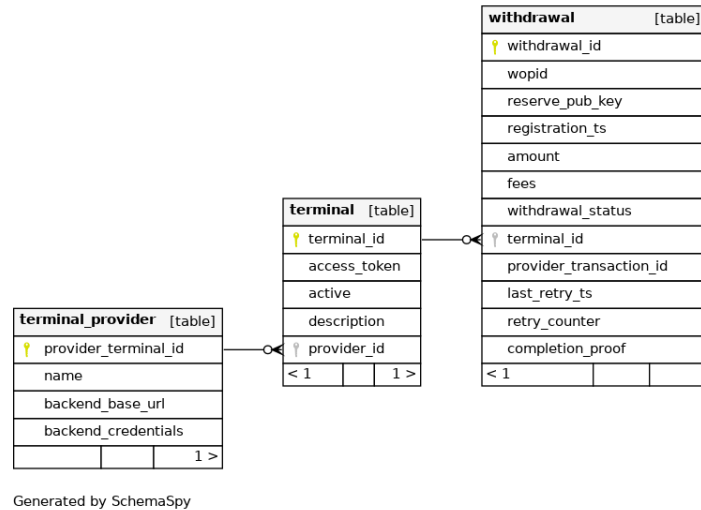 terminal_provider [table]
provider_terminal_id
name
backend_base_url
backend_credentials
1 >
terminal [table]
terminal_id
access_token
active
description
provider_id
< 1 1 >
withdrawal [table]
withdrawal_id
wopid
reserve_pub_key
registration_ts
amount
fees
withdrawal_status
terminal_id
provider_transaction_id
last_retry_ts
retry_counter
completion_proof
< 1
Generated by SchemaSpy